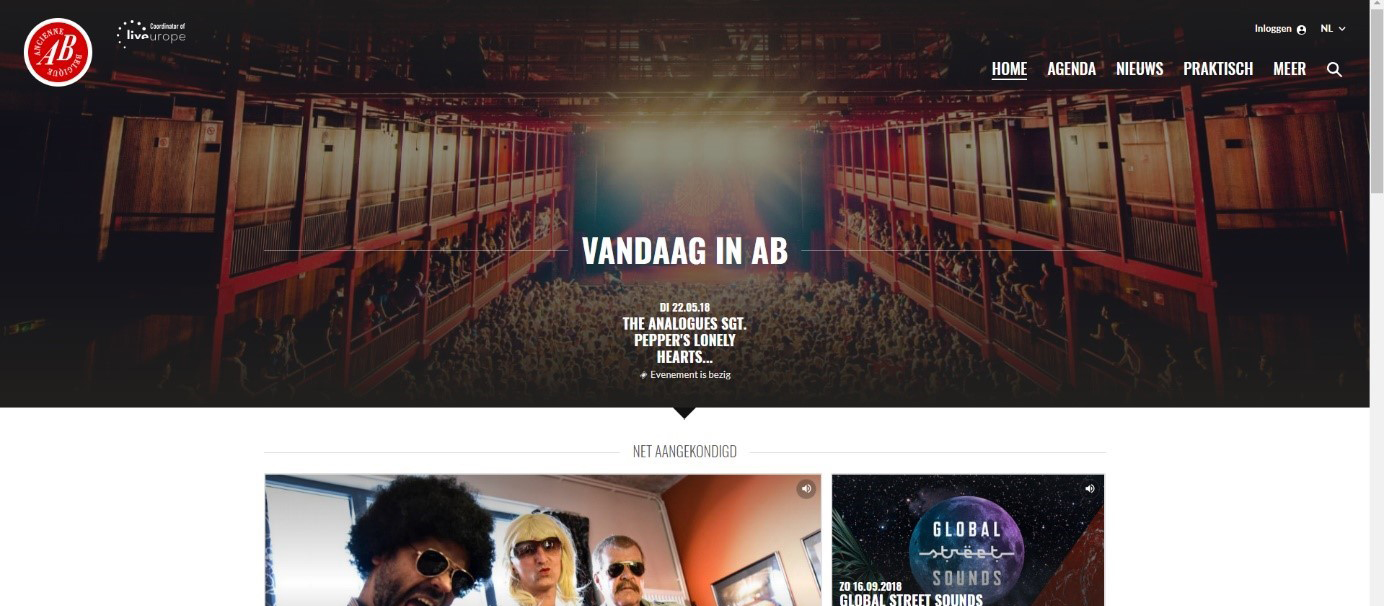 ANCIENNE BELGIQUE
AB
Coordinator of
liveurope
Inloggen
NL
HOME
AGENDA
NIEUWS
PRAKTISCH
MEER
VANDAAG IN AB
DI 22.05.18
THE ANALOGUES SGT.
PEPPER'S LONELY
HEARTS...
Evenement is bezig
NET AANGEKONDIGD
GLOBAL
strëët
SOUNDS
ZO 16.09.2018
GLOBAL STREET SOUNDS